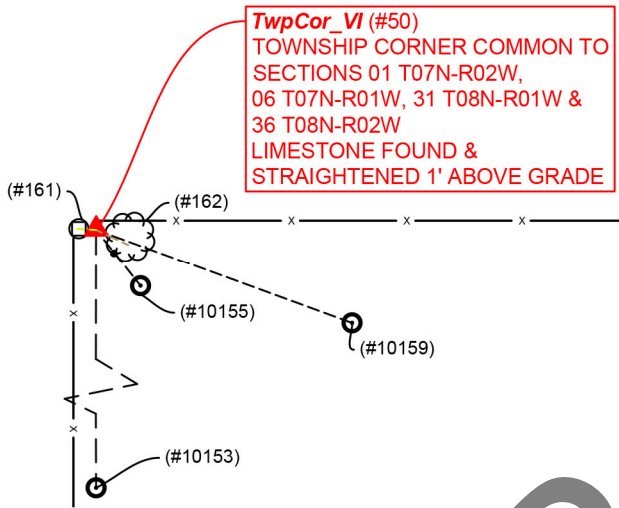 TwpCor_VI (#50)
TOWNSHIP CORNER COMMON TO
SECTIONS 01 T07N-R02W,
06 T07N-R01W, 31 T08N-R01W &
36 T08N-R02W
LIMESTONE FOUND &
STRAIGHTENED 1' ABOVE GRADE
(#161)
(#162)
x
x
x
x
x
(#10155)
(#10159)
x
(#10153)